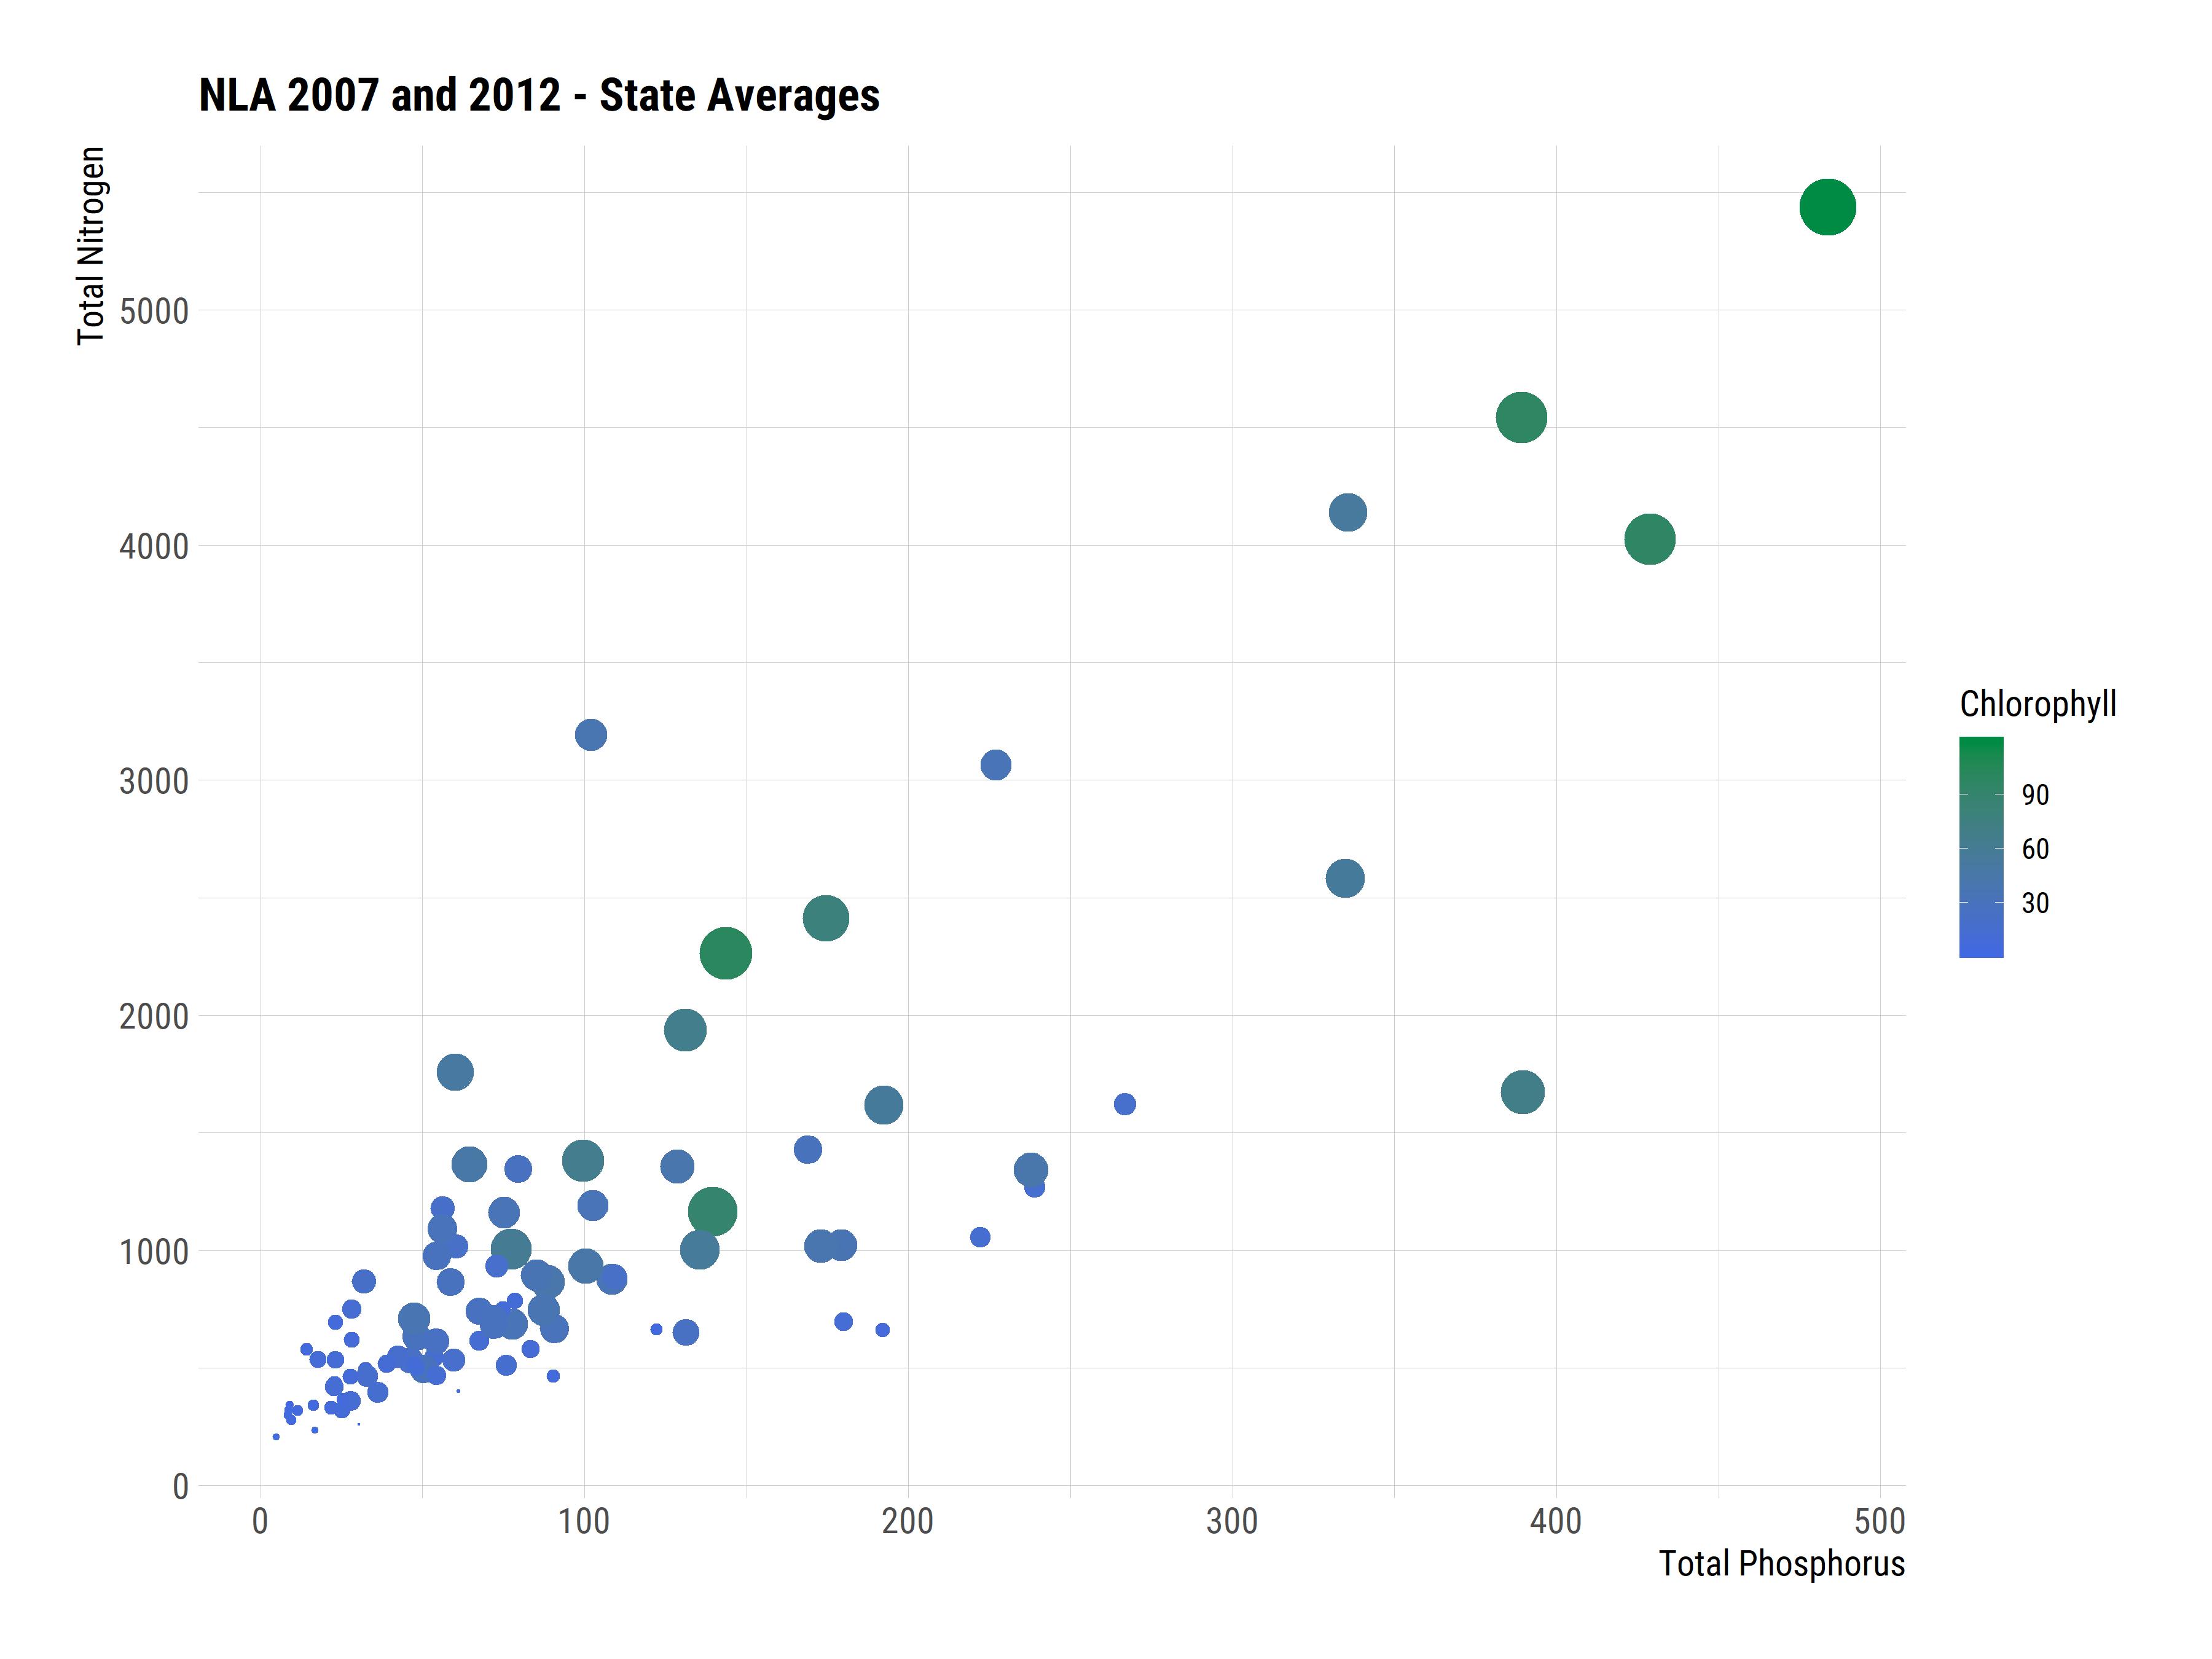 NLA 2007 and 2012 - State Averages
Total Nitrogen
5000
4000
3000
2000
1000
0
0 100 200 300 400 500
Total Phosphorus
Chlorophyll
90
60
30